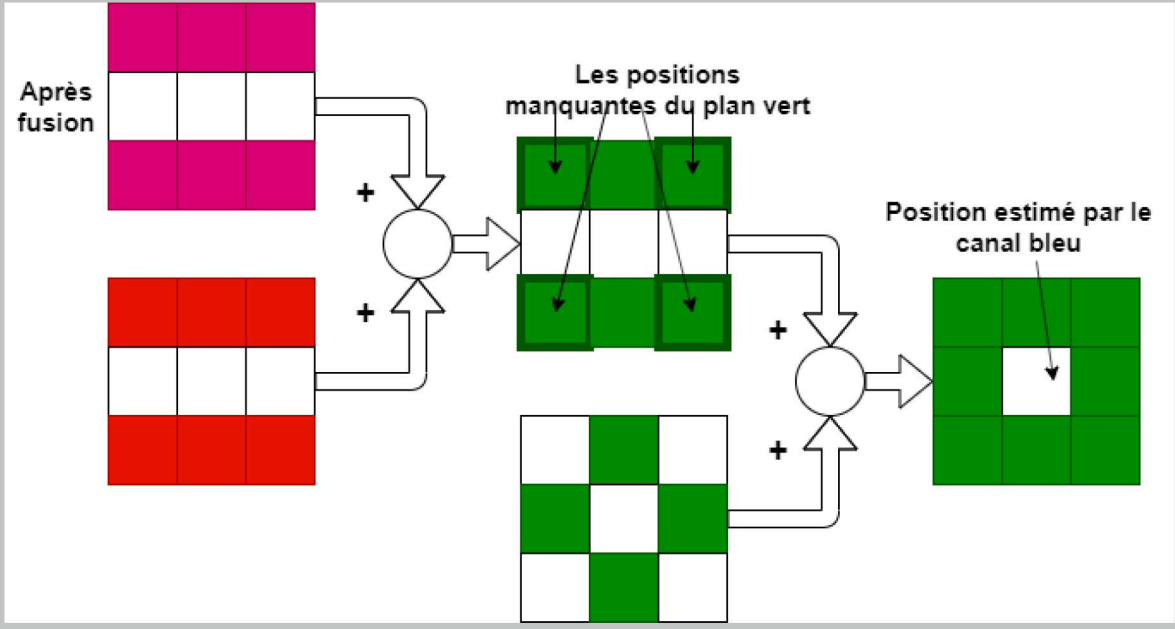 Après
fusion
Les positions
manquantes du plan vert
+
+
Position estimé par le
canal bleu
+
+